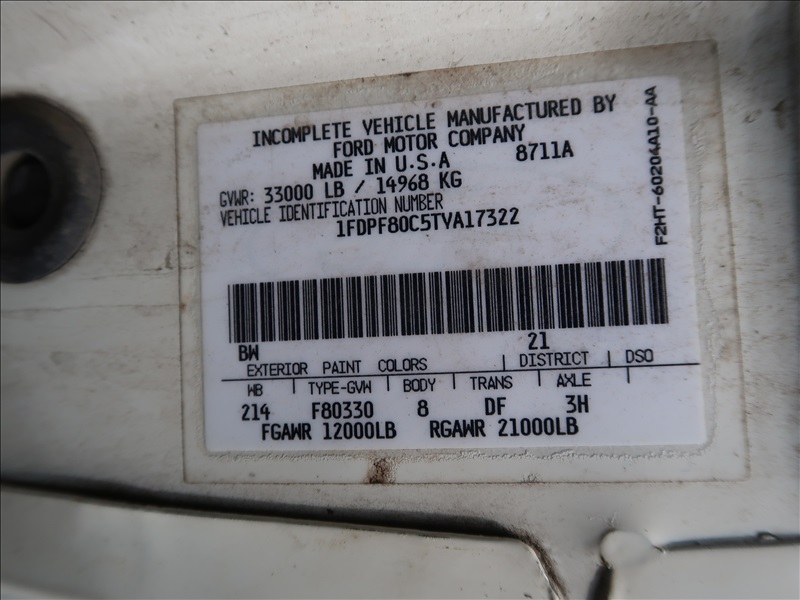 INCOMPLETE VEHICLE MANUFACTURED BY
FORD MOTOR COMPANY
MADE IN U.S.A 8711A
GVWR: 33000 LB / 14968 KG
VEHICLE IDENTIFICATION NUMBER
1FDPF80C5TVA17322
F2HT-60204A10-AA
BW 21
EXTERIOR PAINT COLORS DISTRICT DSO
WB TYPE-GVW BODY TRANS AXLE
214 F80330 8 DF 3H
FGAWR 12000LB RGAWR 21000LB